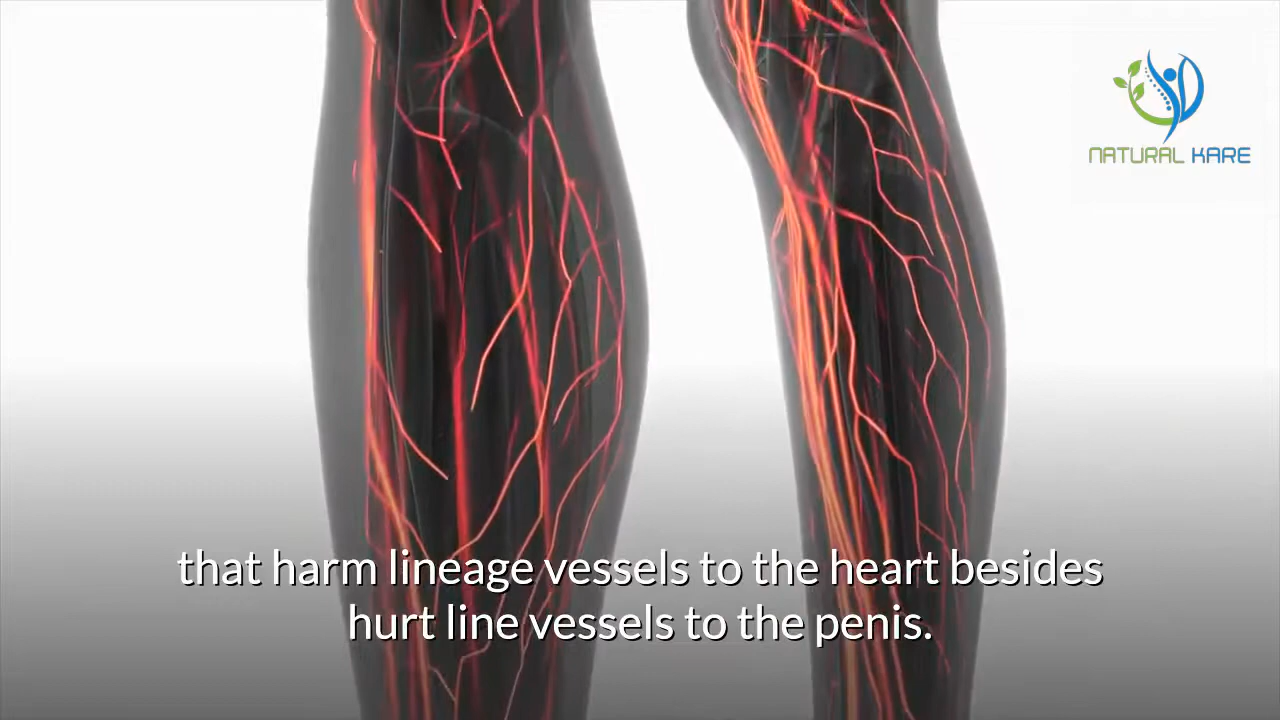 NATURAL KARE
that harm lineage vessels to the heart besides
hurt line vessels to the penis.